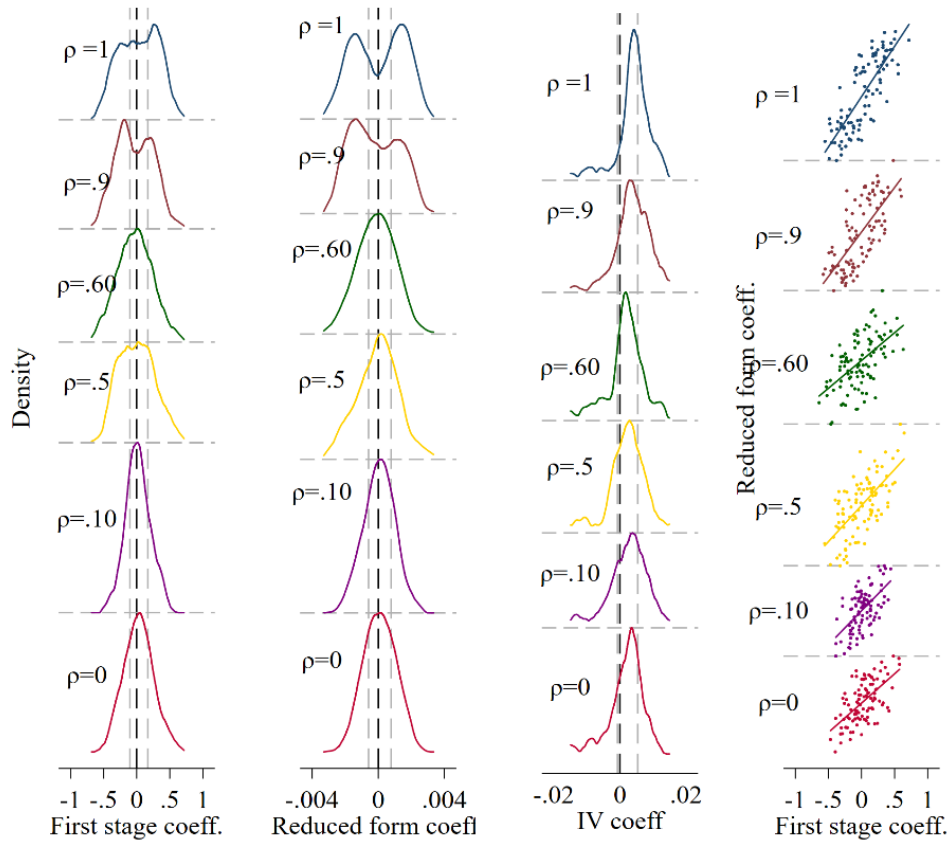 Density
ρ =1
ρ=.9
ρ=.60
ρ=.5
ρ=.10
ρ=0
-1 -.5 0 .5 1
First stage coeff.
ρ =1
ρ=.9
ρ=.60
ρ=.5
ρ=.10
ρ=0
-.004 0 .004
Reduced form coeff
ρ =1
ρ=.9
ρ=.60
ρ=.5
ρ=.10
ρ=0
-.02 0 .02
IV coeff
Reduced form coeff.
ρ =1
ρ=.9
ρ=.60
ρ=.5
ρ=.10
ρ=0
-1 -.5 0 .5 1
First stage coeff.